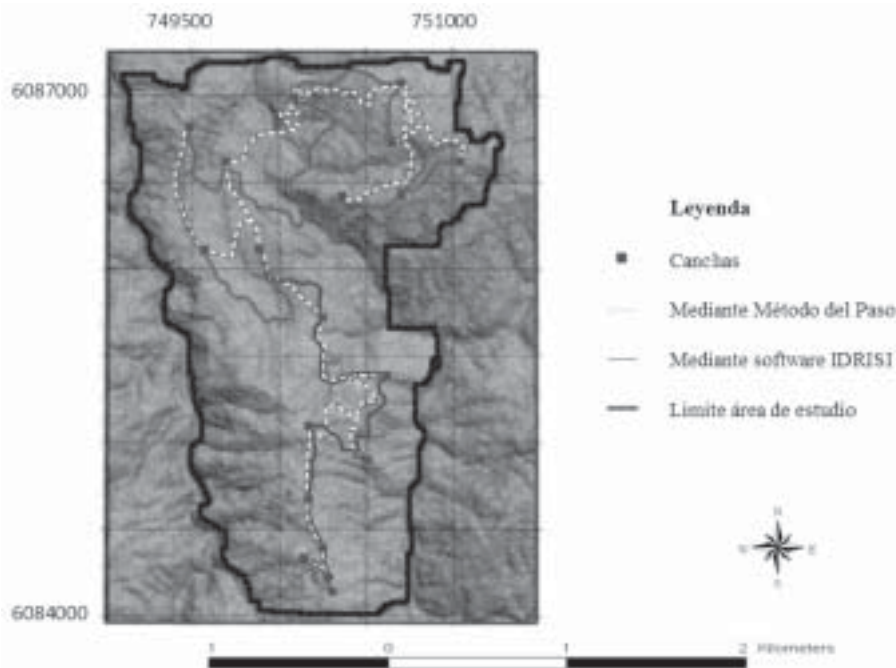 749500 751000
6087000
Leyenda
Canchas
Mediante Método del Paso
Mediante software IDRISI
Limite área de estudio
N
E
S
6084000
1 0 1 2 Kilometers